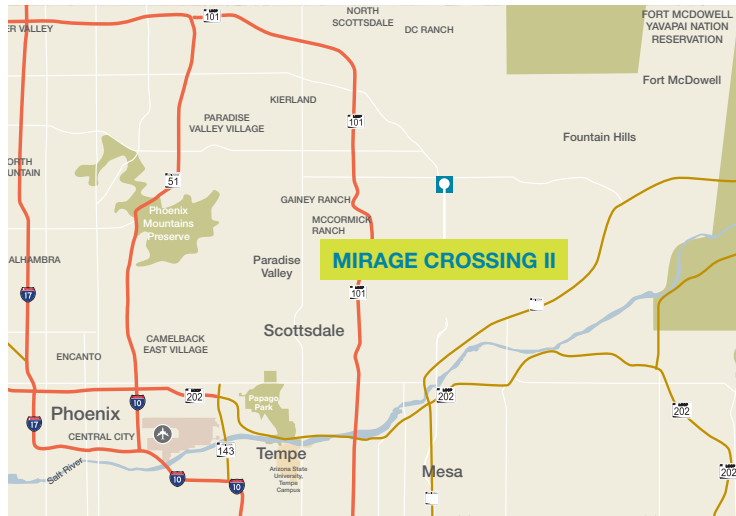 101
NORTH
SCOTTSDALE
DC RANCH
FORT MCDOWELL
YAVAPAI NATION
RESERVATION
ER VALLEY
Fort McDowell
KIERLAND
PARADISE
VALLEY VILLAGE
101
Fountain Hills
ORTH
UNTAIN
51
GAINEY RANCH
Phoenix
Mountains
Preserve
MCCORMICK
RANCH
ALHAMBRA
Paradise
Valley
MIRAGE CROSSING II
17
101
Scottsdale
CAMELBACK
EAST VILLAGE
ENCANTO
202
10
Papago
Park
202
202
Phoenix
17
CENTRAL CITY
143
Tempe
Salt River
Arizona State
University,
Tempe
Campus
Mesa
202
10
10